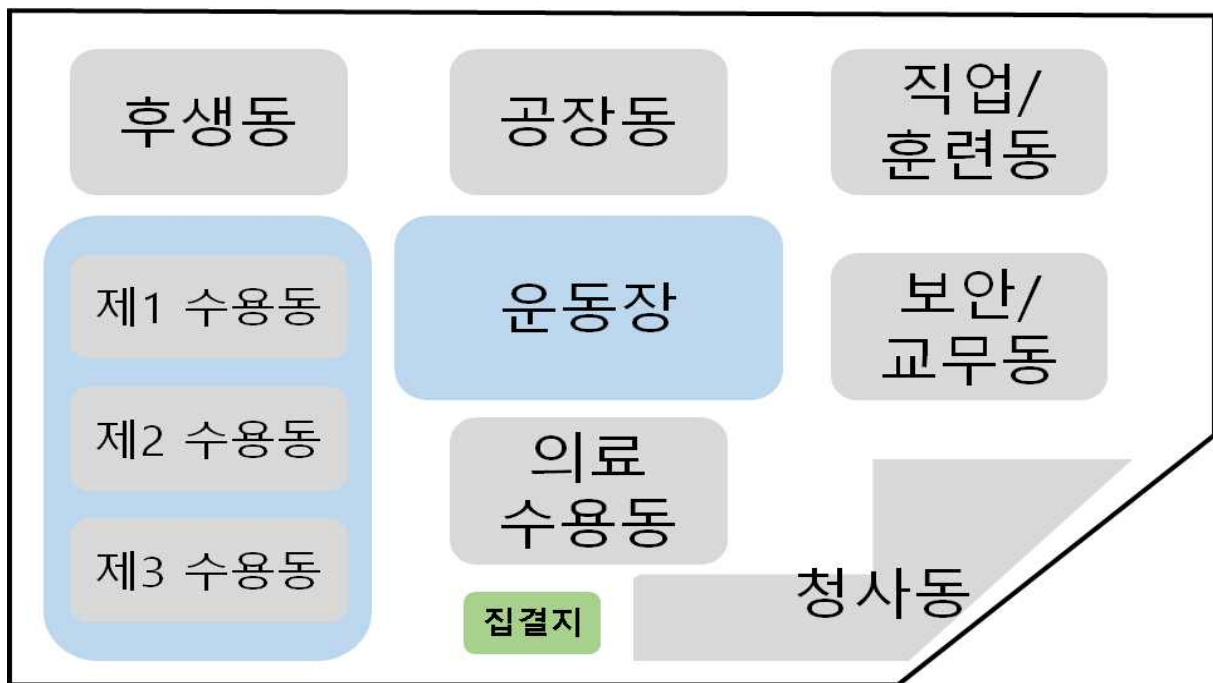 후생동
공장동
직업/
훈련동
제1 수용동
운동장
보안/
교무동
제2 수용동
의료
수용동
제3 수용동
집결지
청사동